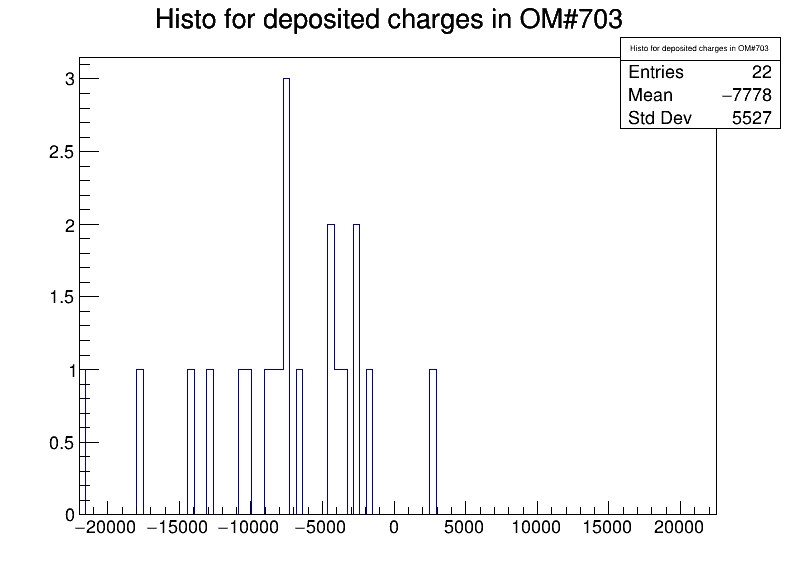 Histo for deposited charges in OM#703
Histo for deposited charges in OM#703
Entries 22
Mean −7778
Std Dev 5527
3
2.5
2
1.5
1
0.5
0
−20000 −15000 −10000 −5000 0 5000 10000 15000 20000